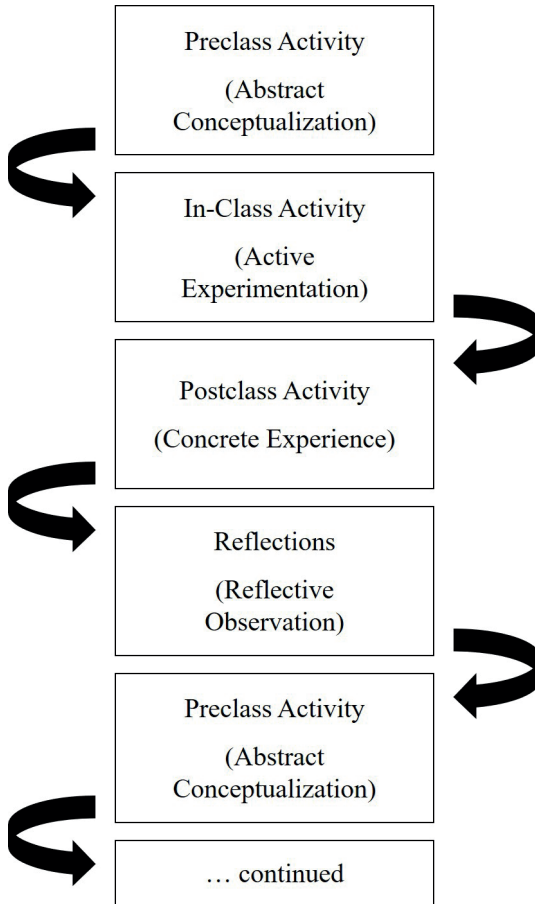 Preclass Activity
(Abstract
Conceptualization)
In-Class Activity
(Active
Experimentation)
Postclass Activity
(Concrete Experience)
Reflections
(Reflective
Observation)
Preclass Activity
(Abstract
Conceptualization)
… continued